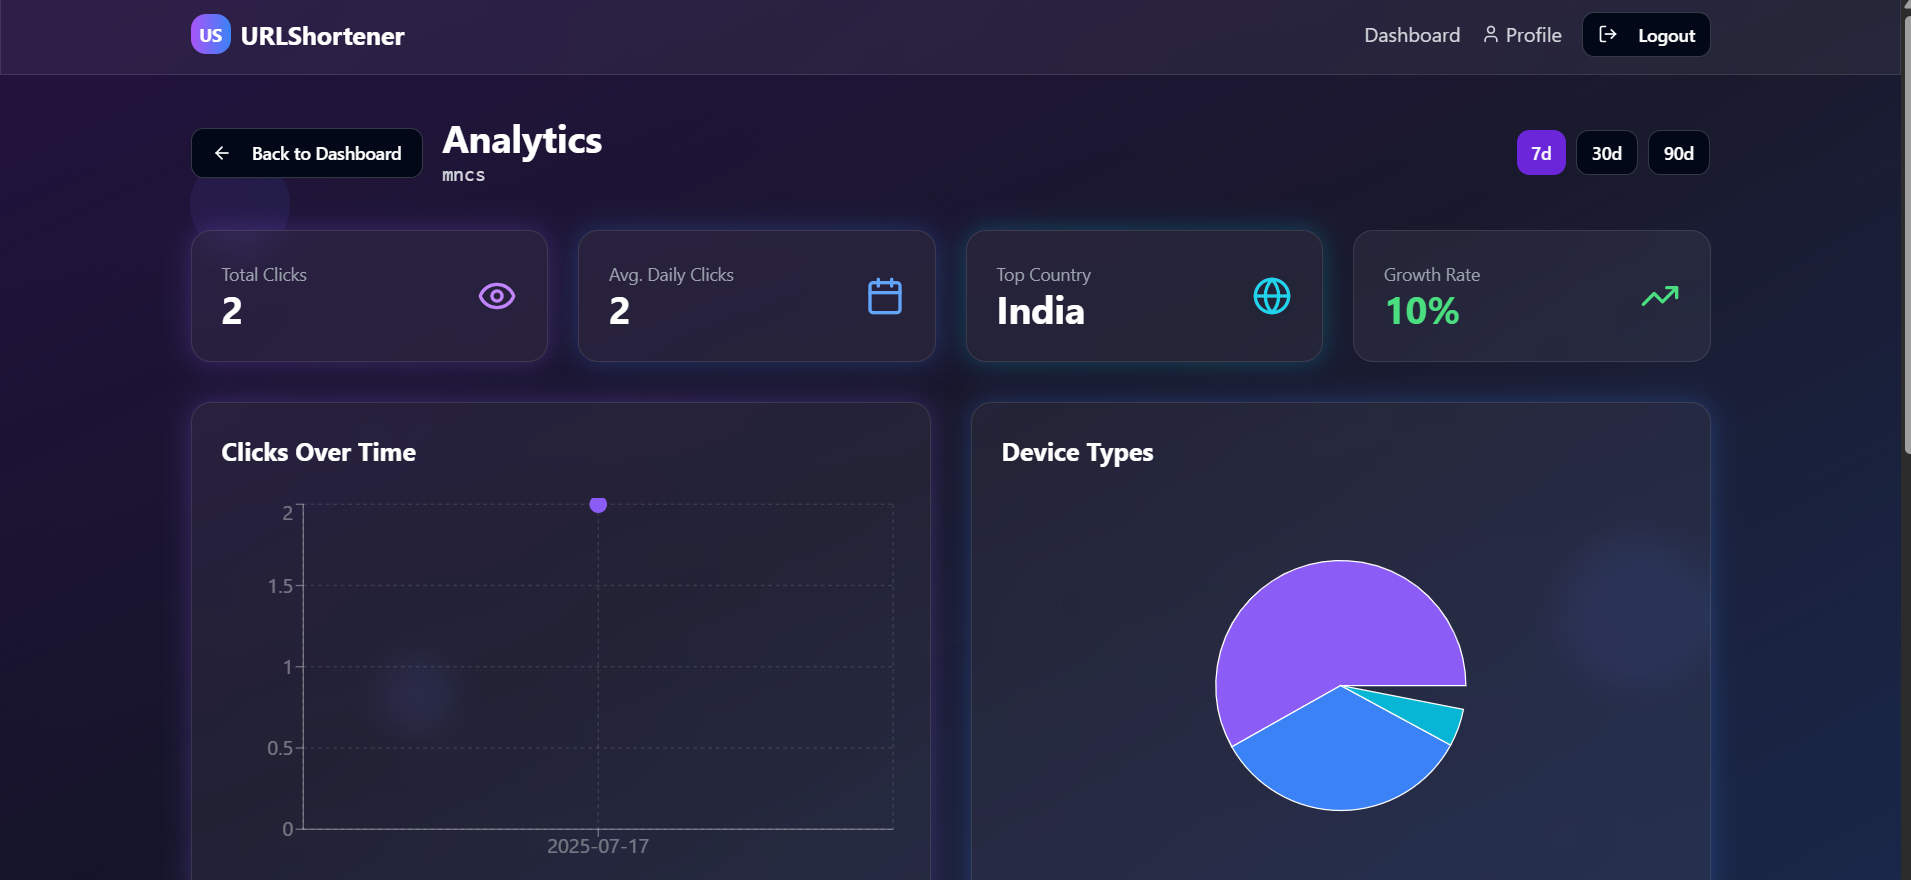 US URLShortener
Dashboard Profile Logout
Back to Dashboard
Analytics
mncs
7d 30d 90d
Total Clicks
2
Avg. Daily Clicks
2
Top Country
India
Growth Rate
10%
Clicks Over Time
2
1.5
1
0.5
0
2025-07-17
Device Types